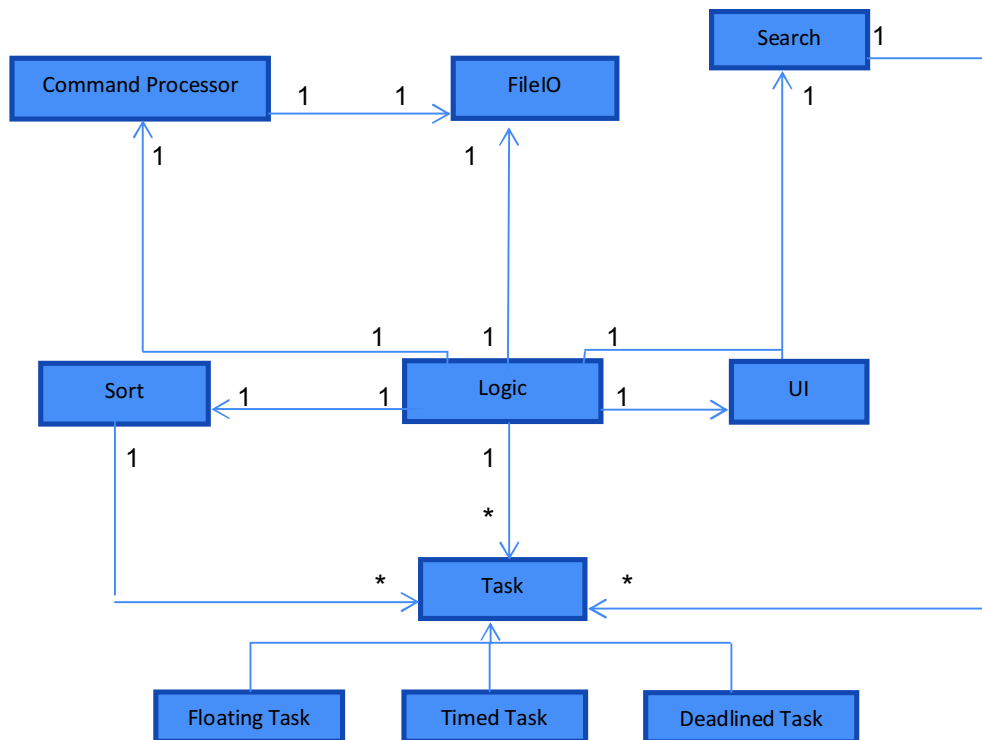 Search 1
Command Processor 1 1 FileIO
1
1 1
1 1 1
Sort 1 1 Logic 1 UI
1 1
*
* Task *
Floating Task Timed Task Deadlined Task